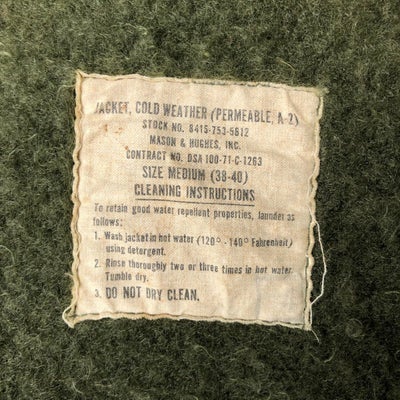 JACKET, COLD WEATHER (PERMEABLE, A-2)
STOCK NO. 8415-753-5612
MASON & HUGHES, INC.
CONTRACT NO. DSA 100-71-C-1263
SIZE MEDIUM (38-40)
CLEANING INSTRUCTIONS
To retain good water repellent properties, launder as
follows:
1. Wash jacket in hot water (120° - 140° Fahrenheit)
using detergent.
2. Rinse thoroughly two or three times in hot water.
Tumble dry.
3. DO NOT DRY CLEAN.